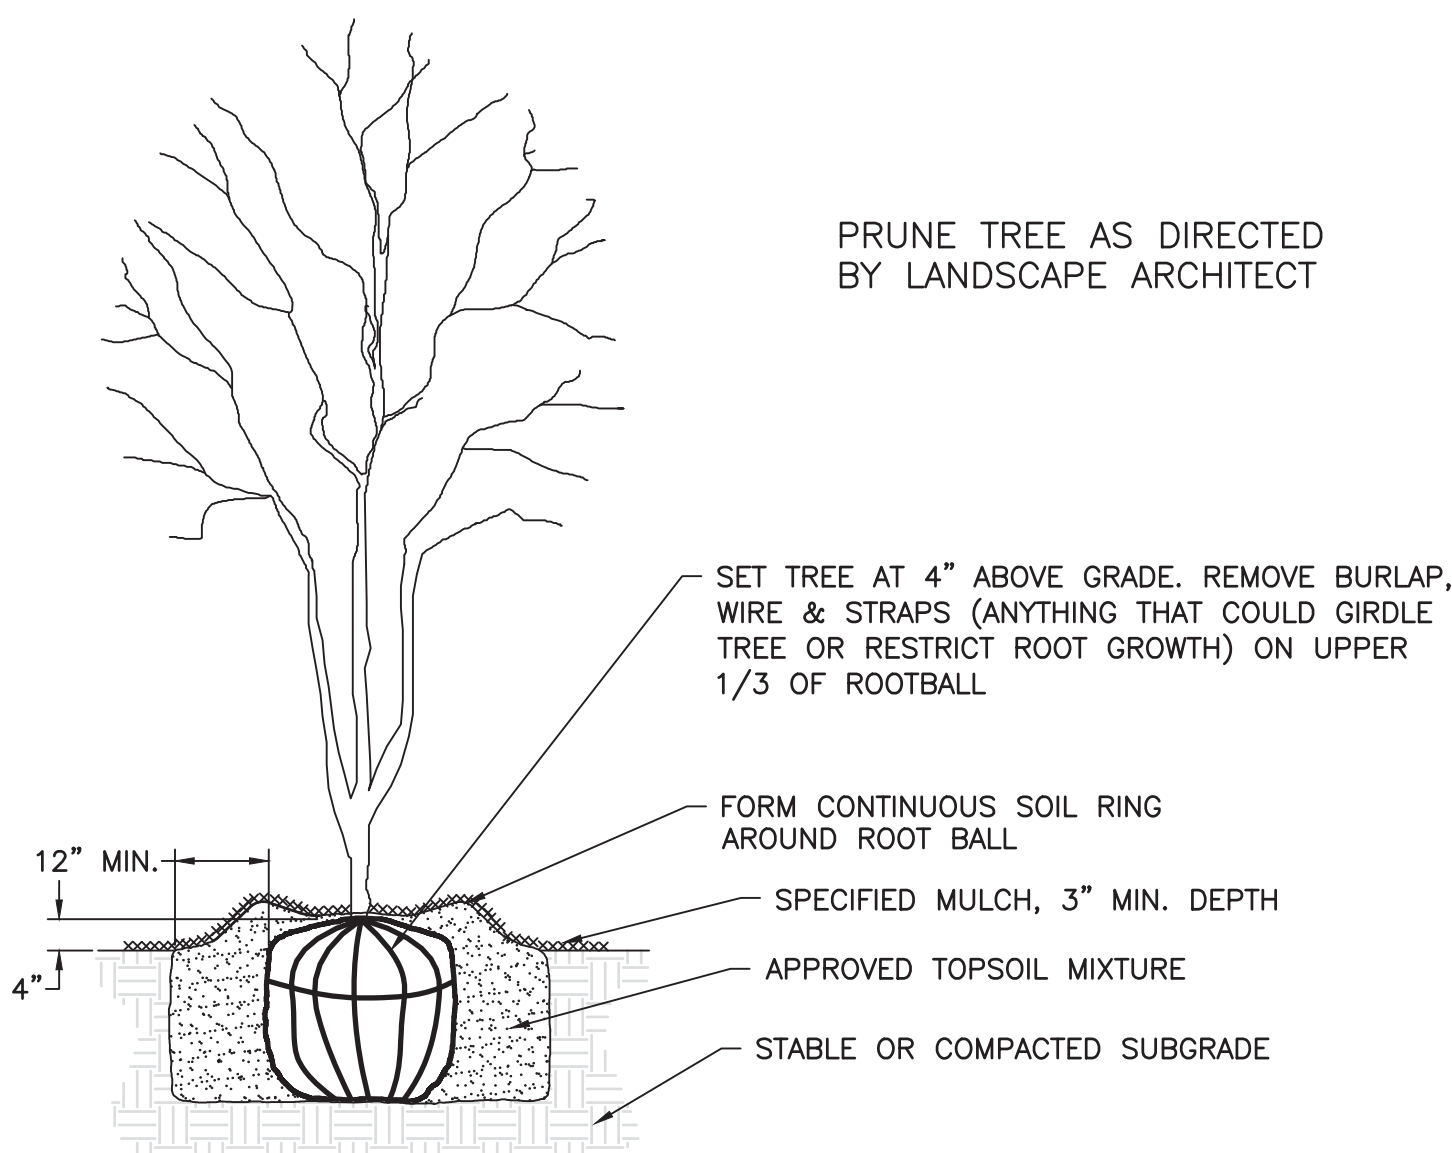 PRUNE TREE AS DIRECTED
BY LANDSCAPE ARCHITECT
SET TREE AT 4" ABOVE GRADE. REMOVE BURLAP,
WIRE & STRAPS (ANYTHING THAT COULD GIRDLE
TREE OR RESTRICT ROOT GROWTH) ON UPPER
1/3 OF ROOTBALL
FORM CONTINUOUS SOIL RING
AROUND ROOT BALL
12" MIN.
SPECIFIED MULCH, 3" MIN. DEPTH
APPROVED TOPSOIL MIXTURE
4"
STABLE OR COMPACTED SUBGRADE